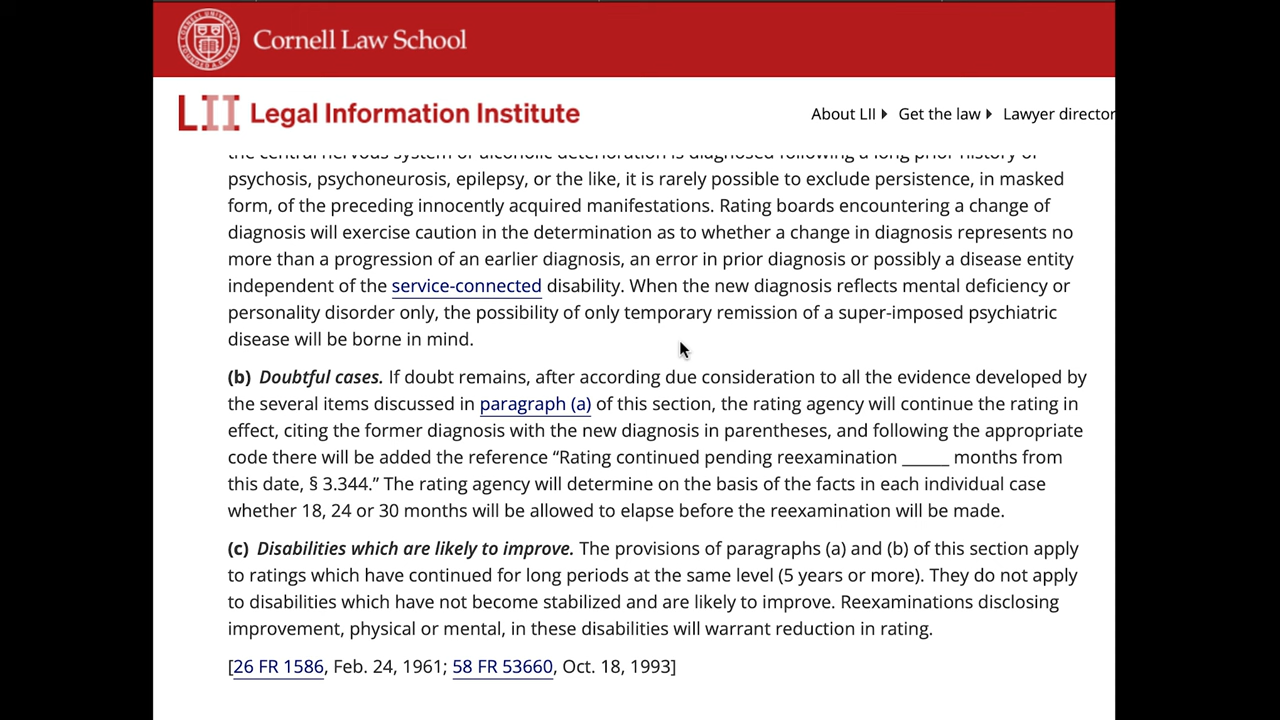 Cornell Law School
LII Legal Information Institute
About LII Get the law Lawyer director
the central nervous system or alcoholic deterioration is diagnosed following a long prior history of
psychosis, psychoneurosis, epilepsy, or the like, it is rarely possible to exclude persistence, in masked
form, of the preceding innocently acquired manifestations. Rating boards encountering a change of
diagnosis will exercise caution in the determination as to whether a change in diagnosis represents no
more than a progression of an earlier diagnosis, an error in prior diagnosis or possibly a disease entity
independent of the service-connected disability. When the new diagnosis reflects mental deficiency or
personality disorder only, the possibility of only temporary remission of a super-imposed psychiatric
disease will be borne in mind.
(b) Doubtful cases. If doubt remains, after according due consideration to all the evidence developed by
the several items discussed in paragraph (a) of this section, the rating agency will continue the rating in
effect, citing the former diagnosis with the new diagnosis in parentheses, and following the appropriate
code there will be added the reference “Rating continued pending reexamination ______ months from
this date, § 3.344.” The rating agency will determine on the basis of the facts in each individual case
whether 18, 24 or 30 months will be allowed to elapse before the reexamination will be made.
(c) Disabilities which are likely to improve. The provisions of paragraphs (a) and (b) of this section apply
to ratings which have continued for long periods at the same level (5 years or more). They do not apply
to disabilities which have not become stabilized and are likely to improve. Reexaminations disclosing
improvement, physical or mental, in these disabilities will warrant reduction in rating.
[26 FR 1586, Feb. 24, 1961; 58 FR 53660, Oct. 18, 1993]